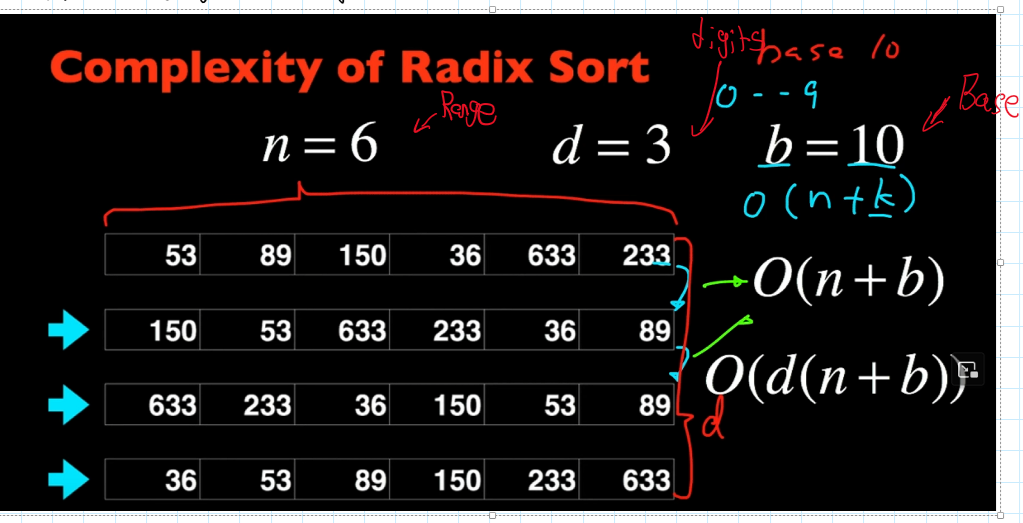 digits
base 10
Complexity of Radix Sort
0 - - 9
Range
Base
n = 6
d = 3
b = 10
O (n + k)
53 89 150 36 633 233
O(n + b)
150 53 633 233 36 89
O(d(n + b))
633 233 36 150 53 89
d
36 53 89 150 233 633